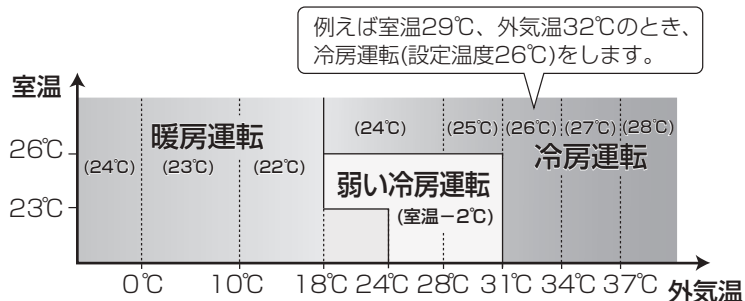 例えば室温29℃、外気温32℃のとき、
冷房運転(設定温度26℃)をします。
室温
26℃
23℃
暖房運転
(24℃)
(23℃)
(22℃)
(24℃)
(25℃)
(26℃)
(27℃)
(28℃)
冷房運転
弱い冷房運転
(室温－2℃)
0℃
10℃
18℃
24℃
28℃
31℃
34℃
37℃
外気温